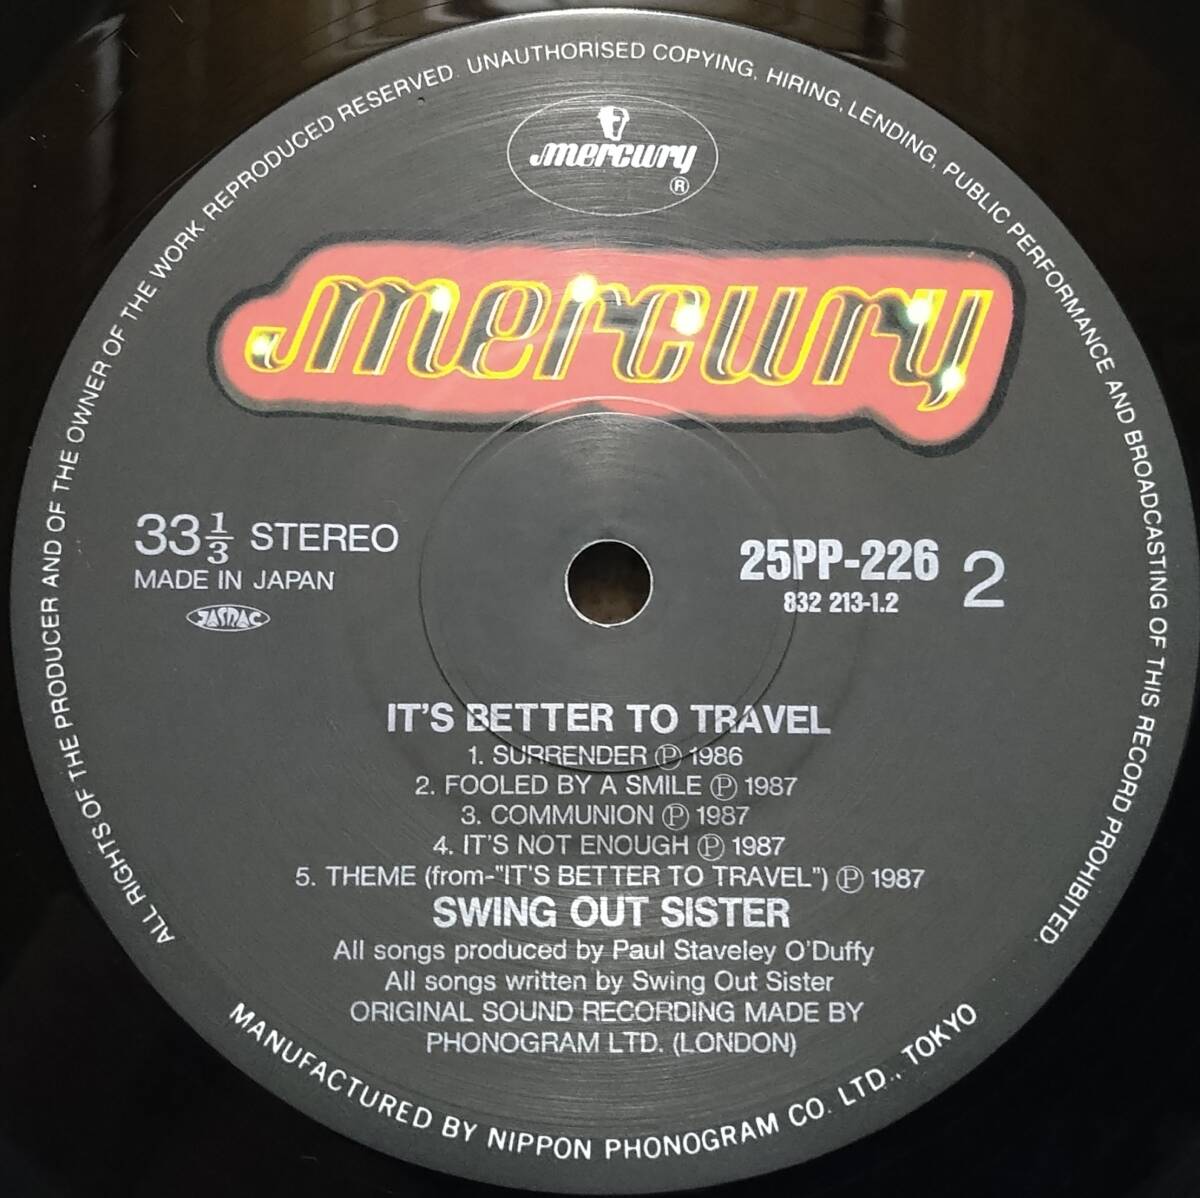 ALL RIGHTS OF THE PRODUCER AND OF THE OWNER OF THE WORK REPRODUCED RESERVED. UNAUTHORISED COPYING, HIRING, LENDING, PUBLIC PERFORMANCE AND BROADCASTING OF THIS RECORD PROHIBITED.
mercury
®
mercury
33 1/3 STEREO
MADE IN JAPAN
JASRAC
25PP-226 2
832 213-1.2
IT'S BETTER TO TRAVEL
1. SURRENDER Ⓟ 1986
2. FOOLED BY A SMILE Ⓟ 1987
3. COMMUNION Ⓟ 1987
4. IT'S NOT ENOUGH Ⓟ 1987
5. THEME (from-"IT'S BETTER TO TRAVEL") Ⓟ 1987
SWING OUT SISTER
All songs produced by Paul Staveley O'Duffy
All songs written by Swing Out Sister
ORIGINAL SOUND RECORDING MADE BY
PHONOGRAM LTD. (LONDON)
MANUFACTURED BY NIPPON PHONOGRAM CO. LTD., TOKYO